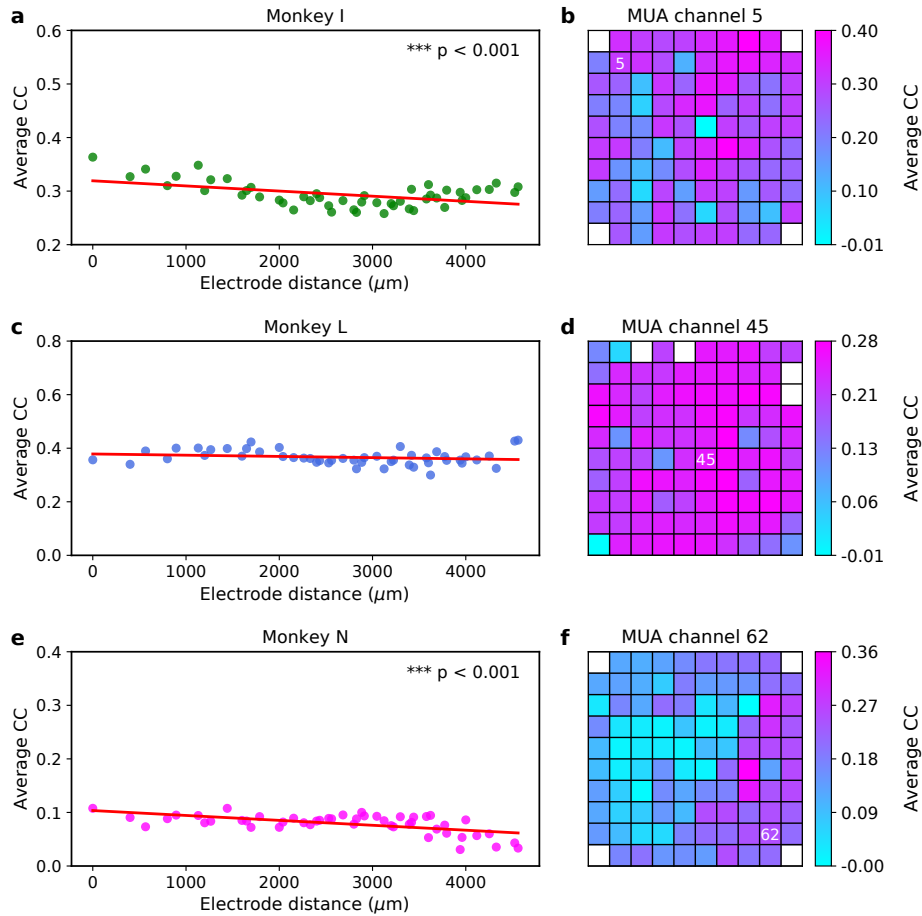 a
Monkey I
*** p < 0.001
Average CC
0.6
0.5
0.4
0.3
0.2
0
1000
2000
3000
4000
Electrode distance (μm)
b
MUA channel 5
5
0.40
0.30
0.20
0.10
-0.01
Average CC
c
Monkey L
Average CC
0.8
0.6
0.4
0.2
0.0
0
1000
2000
3000
4000
Electrode distance (μm)
d
MUA channel 45
45
0.28
0.21
0.13
0.06
-0.01
Average CC
e
Monkey N
*** p < 0.001
Average CC
0.4
0.3
0.2
0.1
0.0
0
1000
2000
3000
4000
Electrode distance (μm)
f
MUA channel 62
62
0.36
0.27
0.18
0.09
-0.00
Average CC